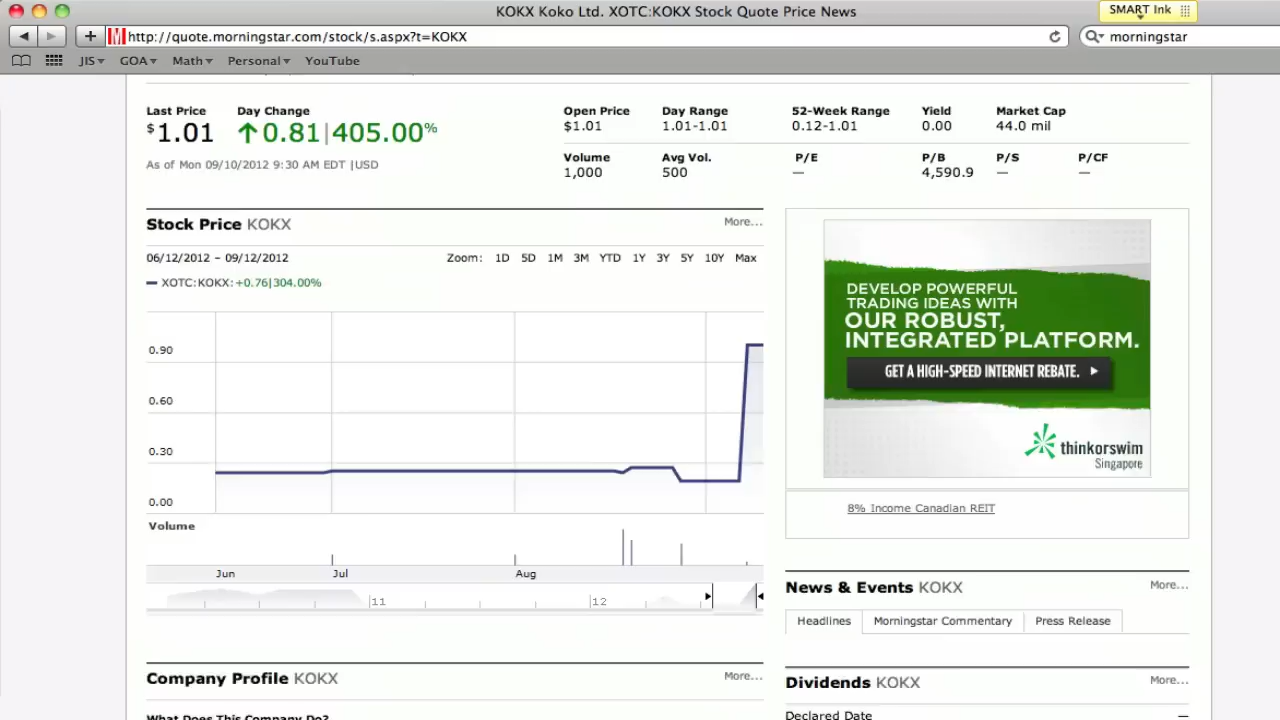 KOKX Koko Ltd. XOTC:KOKX Stock Quote Price News
SMART Ink
http://quote.morningstar.com/stock/s.aspx?t=KOKX
morningstar
JIS GOA Math Personal YouTube
Last Price Day Change
$1.01 0.81|405.00%
As of Mon 09/10/2012 9:30 AM EDT |USD
Open Price Day Range 52-Week Range Yield Market Cap
$1.01 1.01-1.01 0.12-1.01 0.00 44.0 mil
Volume Avg Vol. P/E P/B P/S P/CF
1,000 500 — 4,590.9 — —
Stock Price KOKX More...
06/12/2012 – 09/12/2012 Zoom: 1D 5D 1M 3M YTD 1Y 3Y 5Y 10Y Max
XOTC:KOKX: +0.76|304.00%
0.90
0.60
0.30
0.00
Volume
Jun Jul Aug
11 12
DEVELOP POWERFUL
TRADING IDEAS WITH
OUR ROBUST,
INTEGRATED PLATFORM.
GET A HIGH-SPEED INTERNET REBATE.
thinkorswim
Singapore
8% Income Canadian REIT
News & Events KOKX More...
Headlines Morningstar Commentary Press Release
Company Profile KOKX More...
What Does This Company Do?
Dividends KOKX More...
Declared Date —